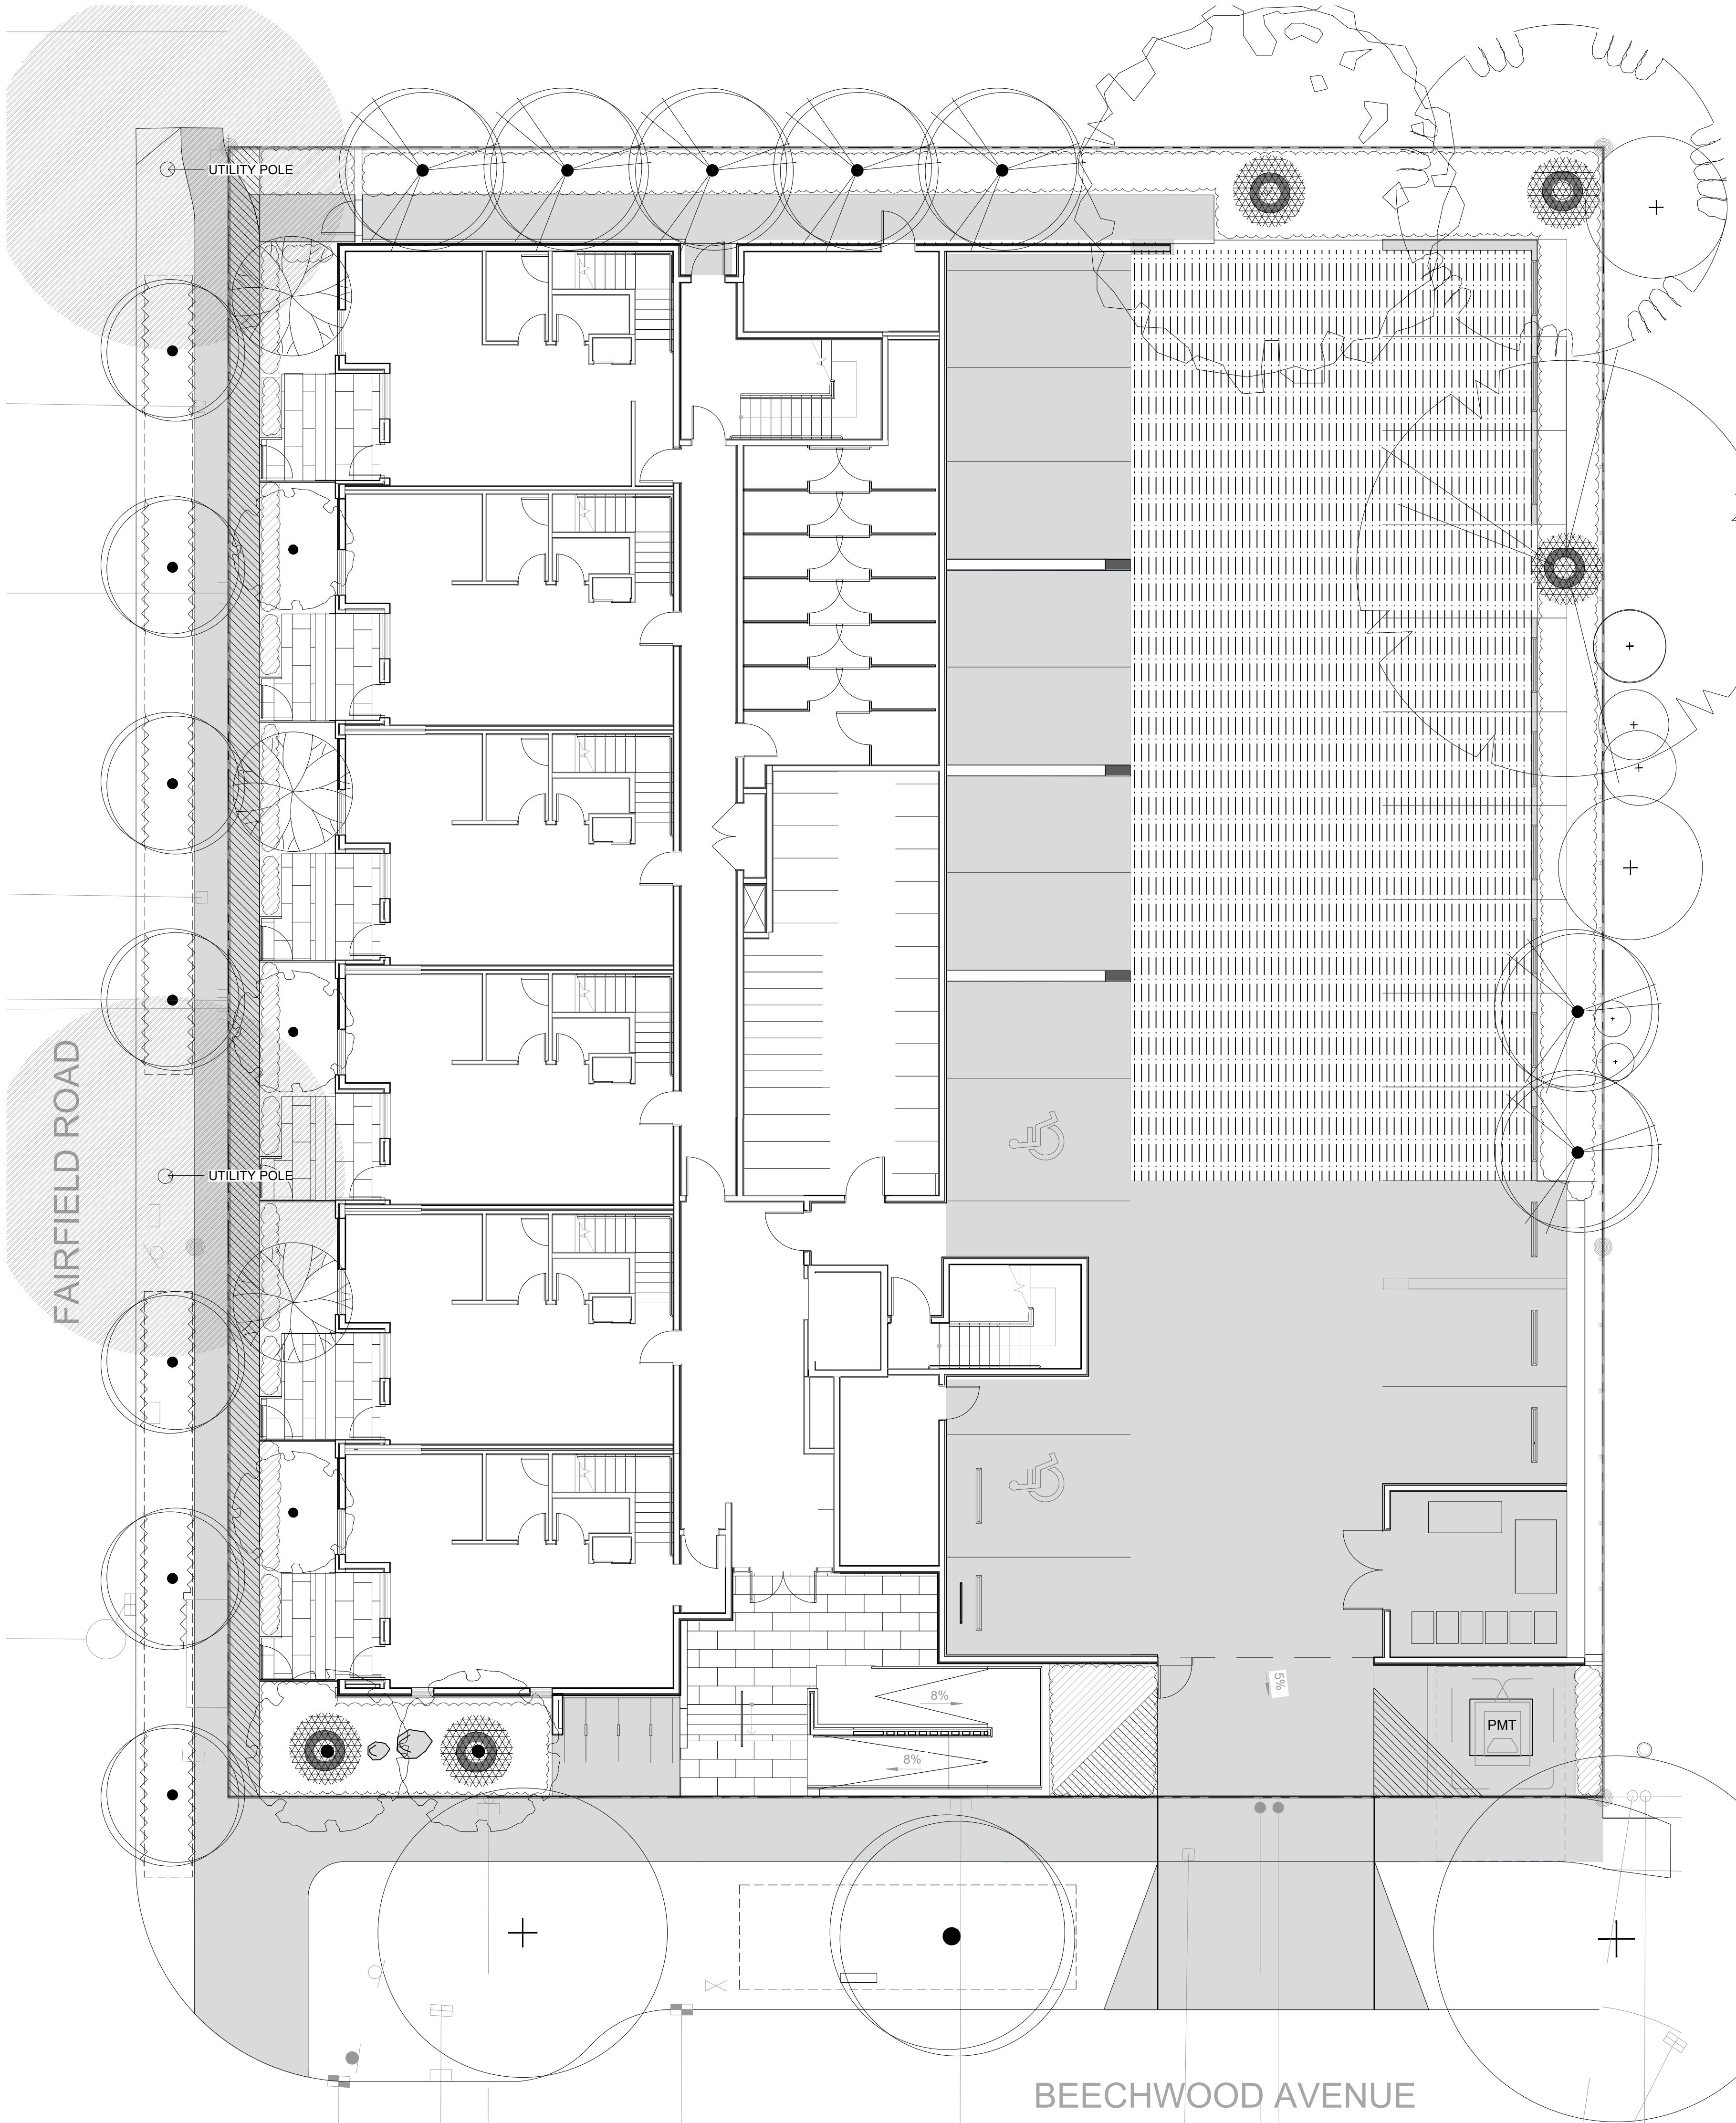 UTILITY POLE
FAIRFIELD ROAD
UTILITY POLE
8%
5%
PMT
8%
BEECHWOOD AVENUE